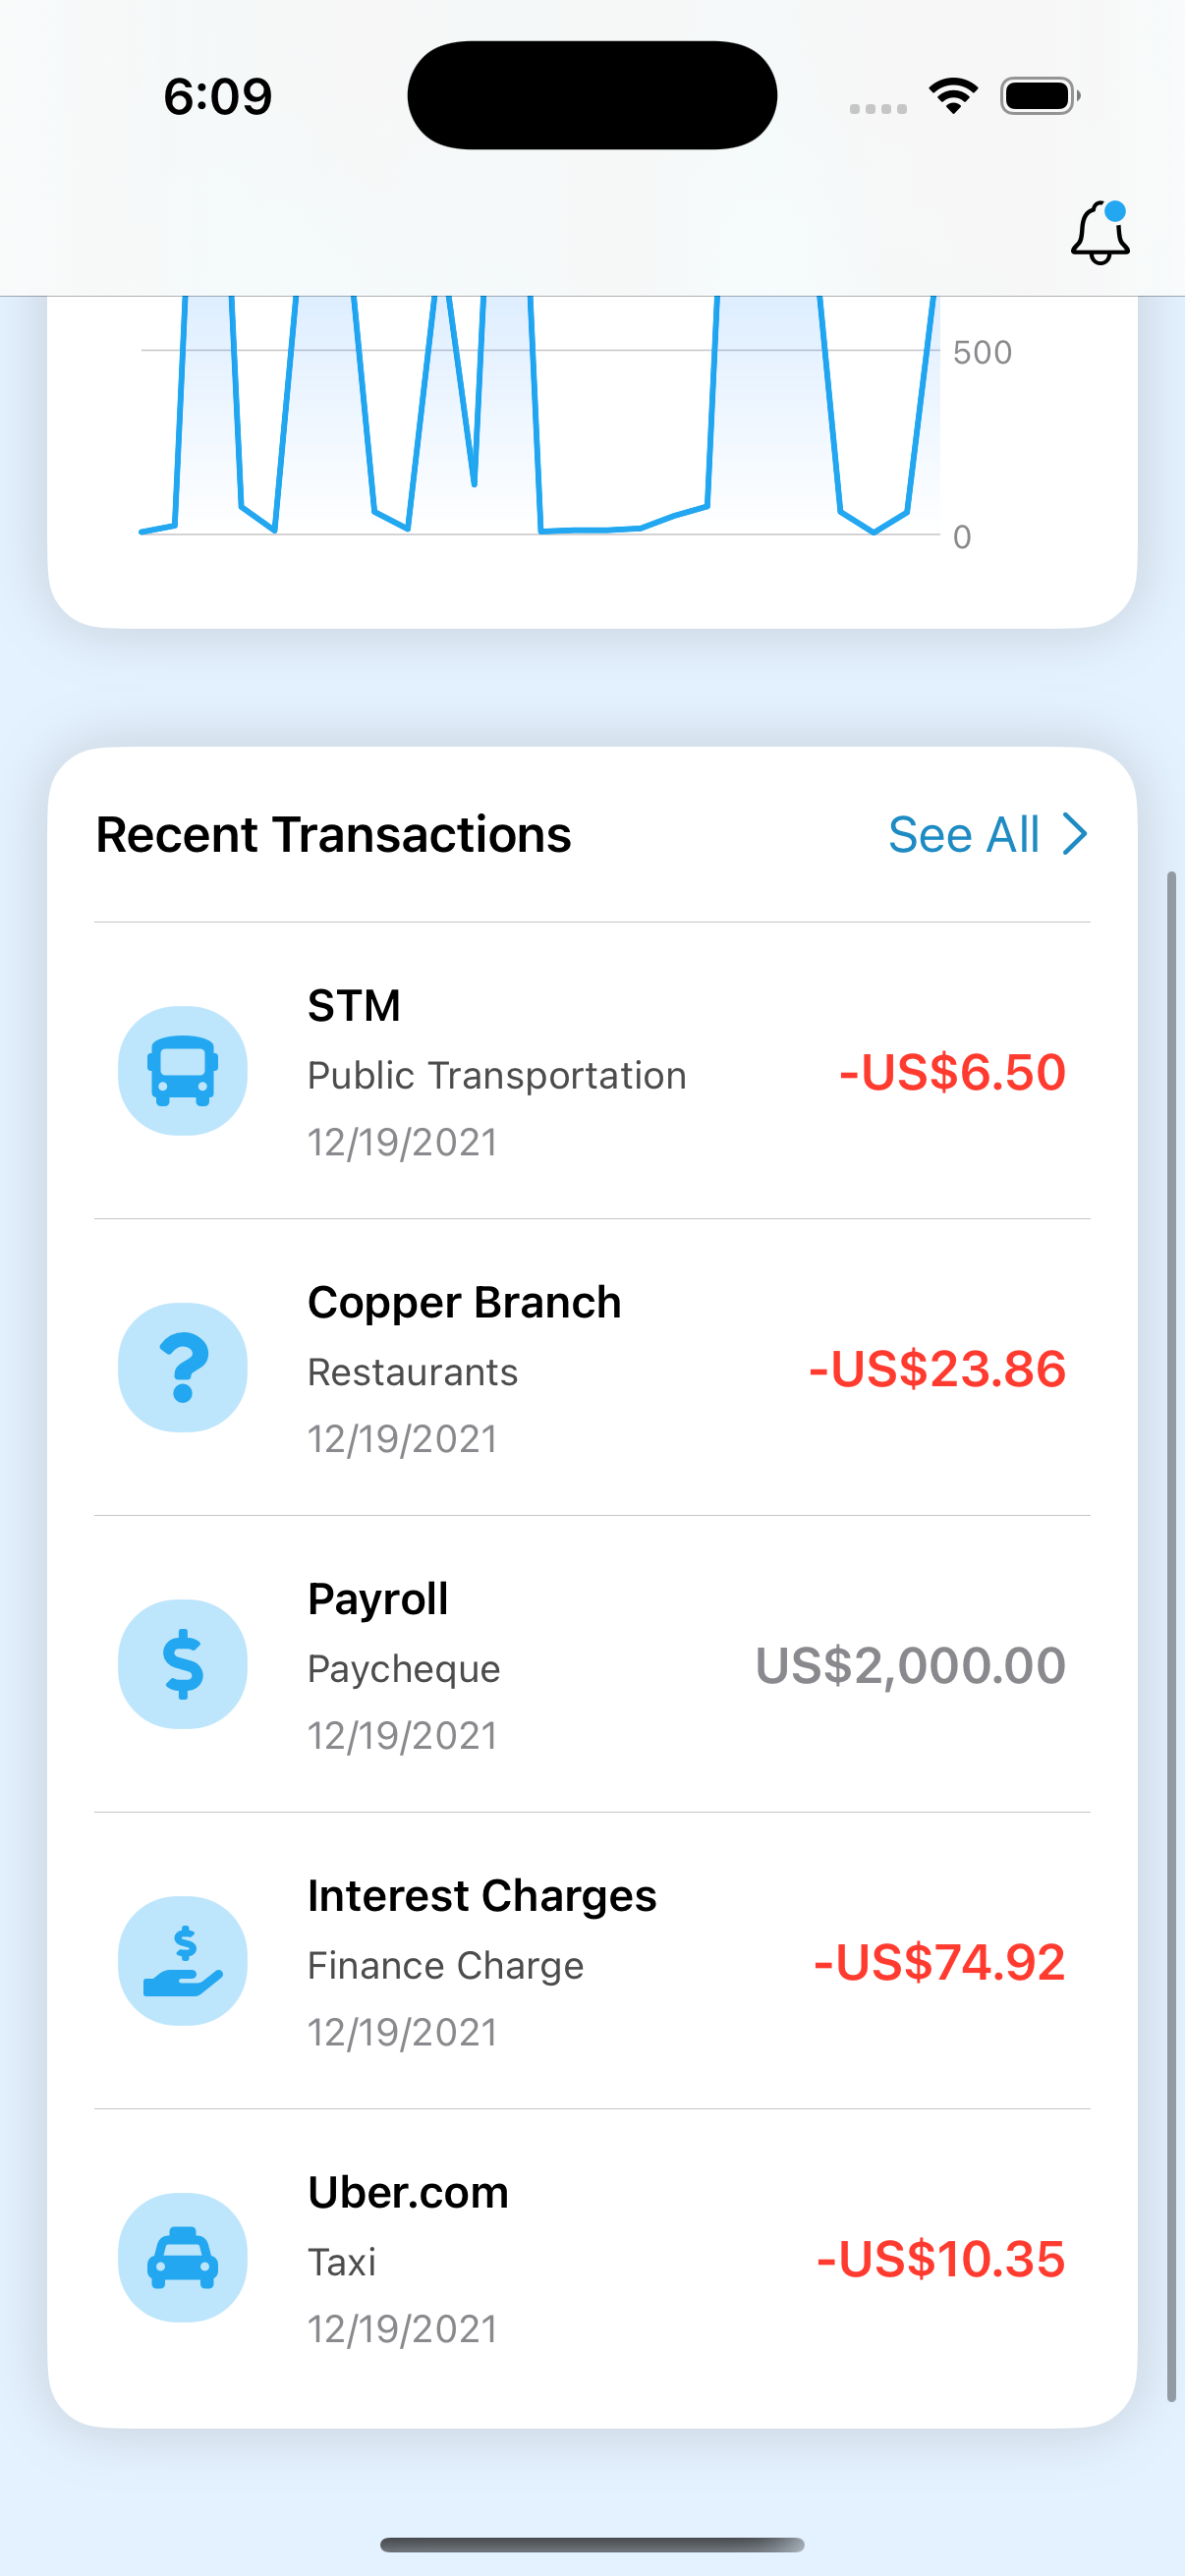 6:09
500
0
Recent Transactions
See All
STM
Public Transportation
-US$6.50
12/19/2021
Copper Branch
Restaurants
-US$23.86
12/19/2021
Payroll
Paycheque
US$2,000.00
12/19/2021
Interest Charges
Finance Charge
-US$74.92
12/19/2021
Uber.com
Taxi
-US$10.35
12/19/2021